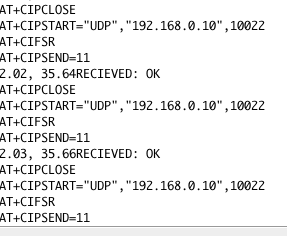 AT+CIPCLOSE
AT+CIPSTART="UDP","192.168.0.10",10022
AT+CIFSR
AT+CIPSEND=11
2.02, 35.64RECIEVED: OK
AT+CIPCLOSE
AT+CIPSTART="UDP","192.168.0.10",10022
AT+CIFSR
AT+CIPSEND=11
2.03, 35.66RECIEVED: OK
AT+CIPCLOSE
AT+CIPSTART="UDP","192.168.0.10",10022
AT+CIFSR
AT+CIPSEND=11